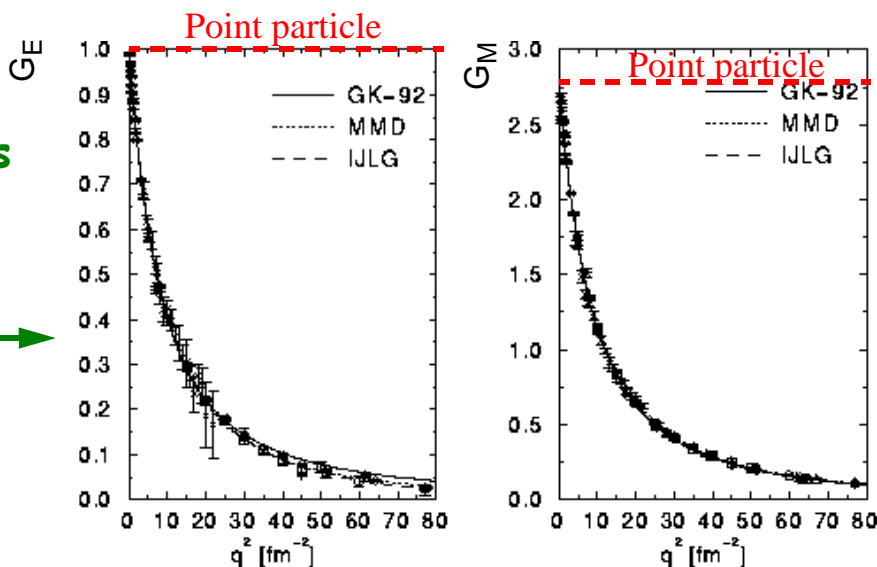 s
G_E
Point particle
GK-92
MMD
IJLG
1.0
0.9
0.8
0.7
0.6
0.5
0.4
0.3
0.2
0.1
0.0
0 10 20 30 40 50 60 70 80
q² [fm⁻²]
G_M
Point particle
GK-92
MMD
IJLG
3.0
2.5
2.0
1.5
1.0
0.5
0.0
0 10 20 30 40 50 60 70 80
q² [fm⁻²]